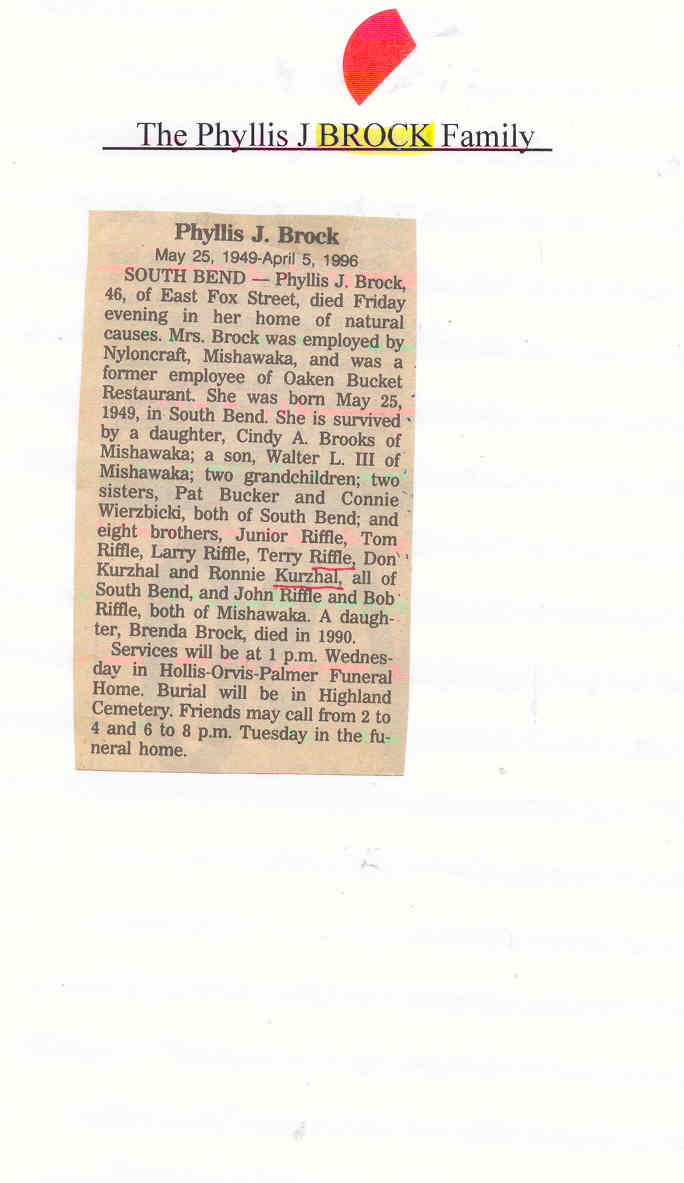 The Phyllis J BROCK Family
Phyllis J. Brock
May 25, 1949-April 5, 1996
SOUTH BEND — Phyllis J. Brock,
46, of East Fox Street, died Friday
evening in her home of natural
causes. Mrs. Brock was employed by
Nyloncraft, Mishawaka, and was a
former employee of Oaken Bucket
Restaurant. She was born May 25,
1949, in South Bend. She is survived
by a daughter, Cindy A. Brooks of
Mishawaka; a son, Walter L. III of
Mishawaka; two grandchildren; two
sisters, Pat Bucker and Connie
Wierzbicki, both of South Bend; and
eight brothers, Junior Riffle, Tom
Riffle, Larry Riffle, Terry Riffle, Don
Kurzhal and Ronnie Kurzhal, all of
South Bend, and John Riffle and Bob
Riffle, both of Mishawaka. A daugh-
ter, Brenda Brock, died in 1990.
Services will be at 1 p.m. Wednes-
day in Hollis-Orvis-Palmer Funeral
Home. Burial will be in Highland
Cemetery. Friends may call from 2 to
4 and 6 to 8 p.m. Tuesday in the fu-
neral home.